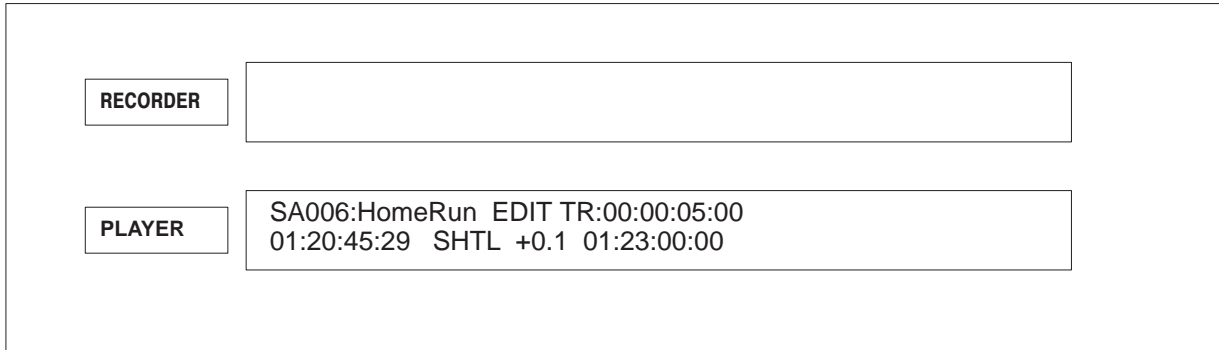 RECORDER
PLAYER
SA006:HomeRun EDIT TR:00:00:05:00
01:20:45:29 SHTL +0.1 01:23:00:00